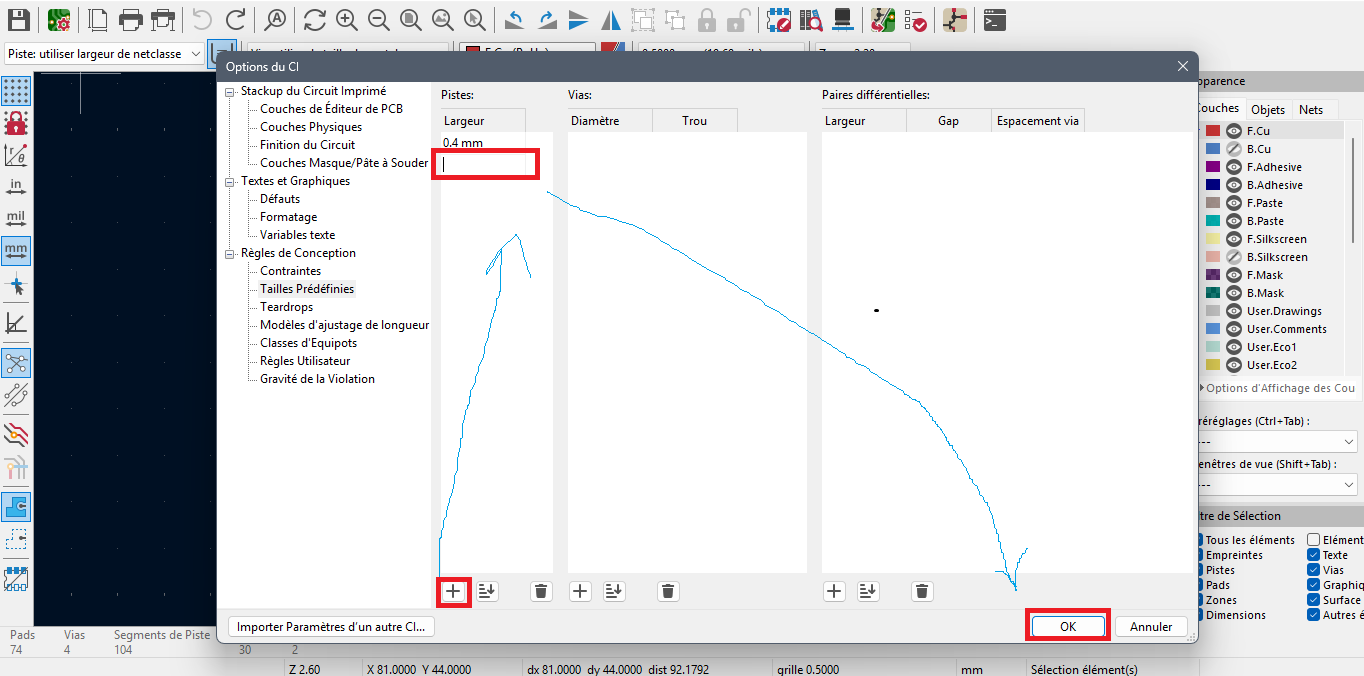 Piste: utiliser largeur de netclasse
Options du CI
Stackup du Circuit Imprimé
Couches de Éditeur de PCB
Couches Physiques
Finition du Circuit
Couches Masque/Pâte à Souder
Textes et Graphiques
Défauts
Formatage
Variables texte
Règles de Conception
Contraintes
Tailles Prédéfinies
Teardrops
Modèles d'ajustage de longueur
Classes d'Equipots
Règles Utilisateur
Gravité de la Violation
Pistes:
Largeur
0.4 mm
Vias:
Diamètre Trou
Paires différentielles:
Largeur Gap Espacement via
Importer Paramètres d'un autre CI...
OK Annuler
in
mil
mm
parence
ouches Objets Nets
F.Cu
B.Cu
F.Adhesive
B.Adhesive
F.Paste
B.Paste
F.Silkscreen
B.Silkscreen
F.Mask
B.Mask
User.Drawings
User.Comments
User.Eco1
User.Eco2
Options d'Affichage des Cou
réréglages (Ctrl+Tab) :
---
enêtres de vue (Shift+Tab) :
---
tre de Sélection
Tous les éléments Elément
Empreintes Texte
Pistes Vias
Pads Graphiq
Zones Surface
Dimensions Autres é
Pads Vias Segments de Piste
74 4 104 30 2
Z 2.60 X 81.0000 Y 44.0000 dx 81.0000 dy 44.0000 dist 92.1792 grille 0.5000 mm Sélection élément(s)